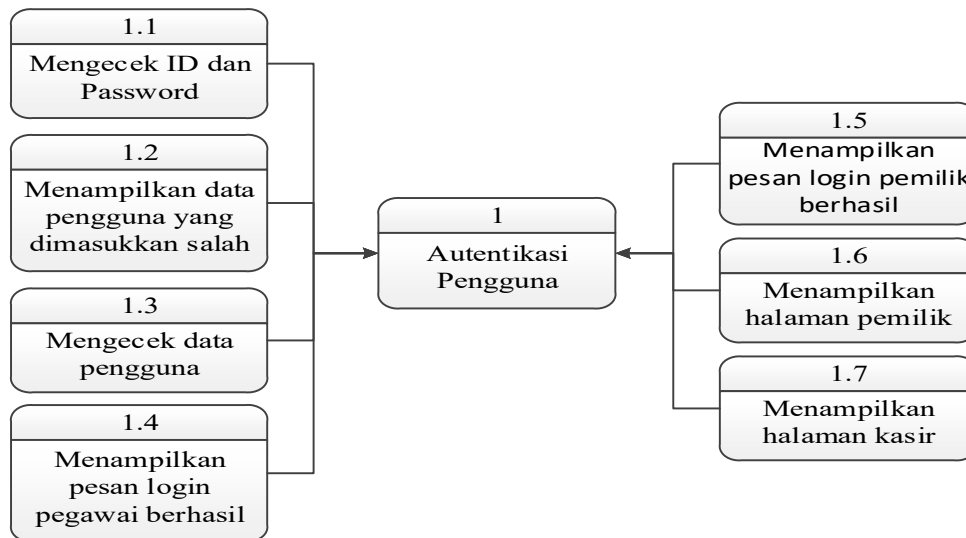 1.1
Mengecek ID dan
Password
1.2
Menampilkan data
pengguna yang
dimasukkan salah
1.3
Mengecek data
pengguna
1.4
Menampilkan
pesan login
pegawai berhasil
1
Autentikasi
Pengguna
1.5
Menampilkan
pesan login pemilik
berhasil
1.6
Menampilkan
halaman pemilik
1.7
Menampilkan
halaman kasir